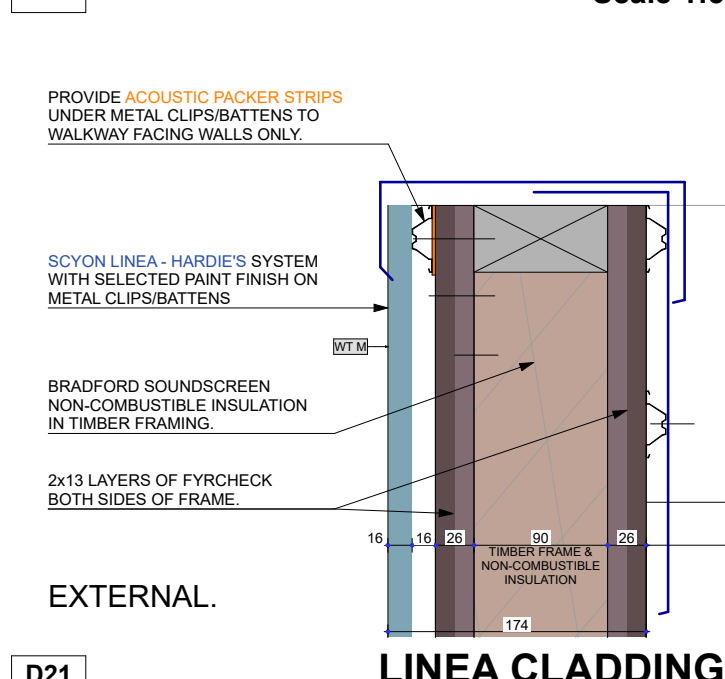 PROVIDE ACOUSTIC PACKER STRIPS
UNDER METAL CLIPS/BATTENS TO
WALKWAY FACING WALLS ONLY.
SCYON LINEA - HARDIE'S SYSTEM
WITH SELECTED PAINT FINISH ON
METAL CLIPS/BATTENS
WT M
BRADFORD SOUNDSCREEN
NON-COMBUSTIBLE INSULATION
IN TIMBER FRAMING.
2x13 LAYERS OF FYRCHECK
BOTH SIDES OF FRAME.
16 16 26 90 26
TIMBER FRAME &
NON-COMBUSTIBLE
INSULATION
EXTERNAL.
174
D21
LINEA CLADDING